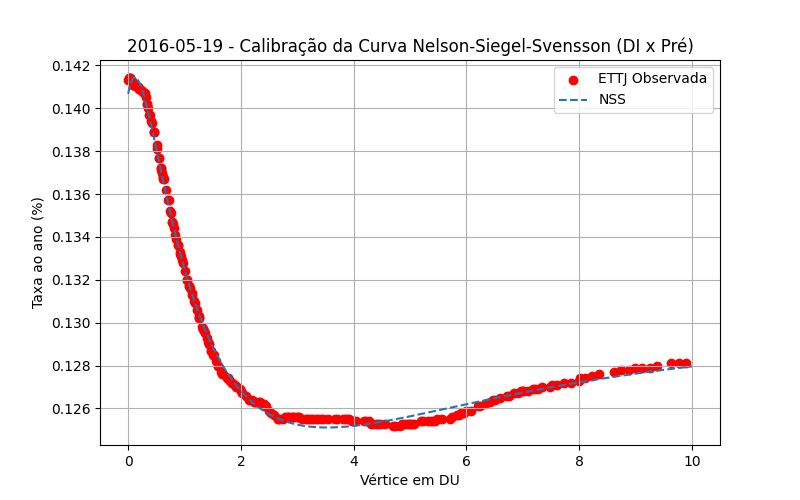 2016-05-19 - Calibração da Curva Nelson-Siegel-Svensson (DI x Pré)
ETTJ Observada
NSS
Taxa ao ano (%)
0.142
0.140
0.138
0.136
0.134
0.132
0.130
0.128
0.126
0 2 4 6 8 10
Vértice em DU